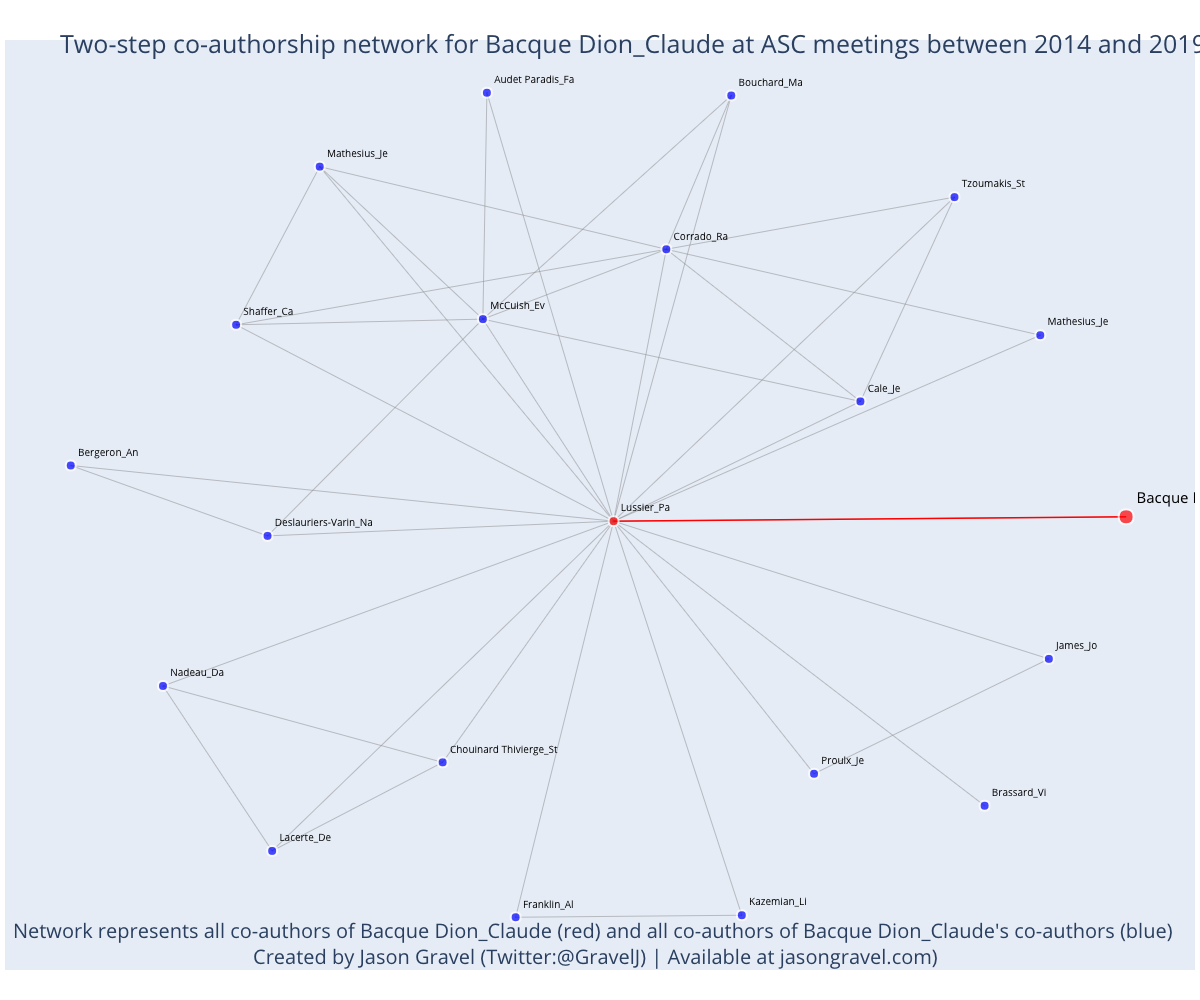 Two-step co-authorship network for Bacque Dion_Claude at ASC meetings between 2014 and 2019
Audet Paradis_Fa
Bouchard_Ma
Mathesius_Je
Tzoumakis_St
Corrado_Ra
Shaffer_Ca
McCuish_Ev
Mathesius_Je
Cale_Je
Bergeron_An
Bacque
Lussier_Pa
Deslauriers-Varin_Na
James_Jo
Nadeau_Da
Chouinard Thivierge_St
Proulx_Je
Brassard_Vi
Lacerte_De
Franklin_Al
Kazemian_Li
Network represents all co-authors of Bacque Dion_Claude (red) and all co-authors of Bacque Dion_Claude's co-authors (blue)
Created by Jason Gravel (Twitter:@GravelJ) | Available at jasongravel.com)